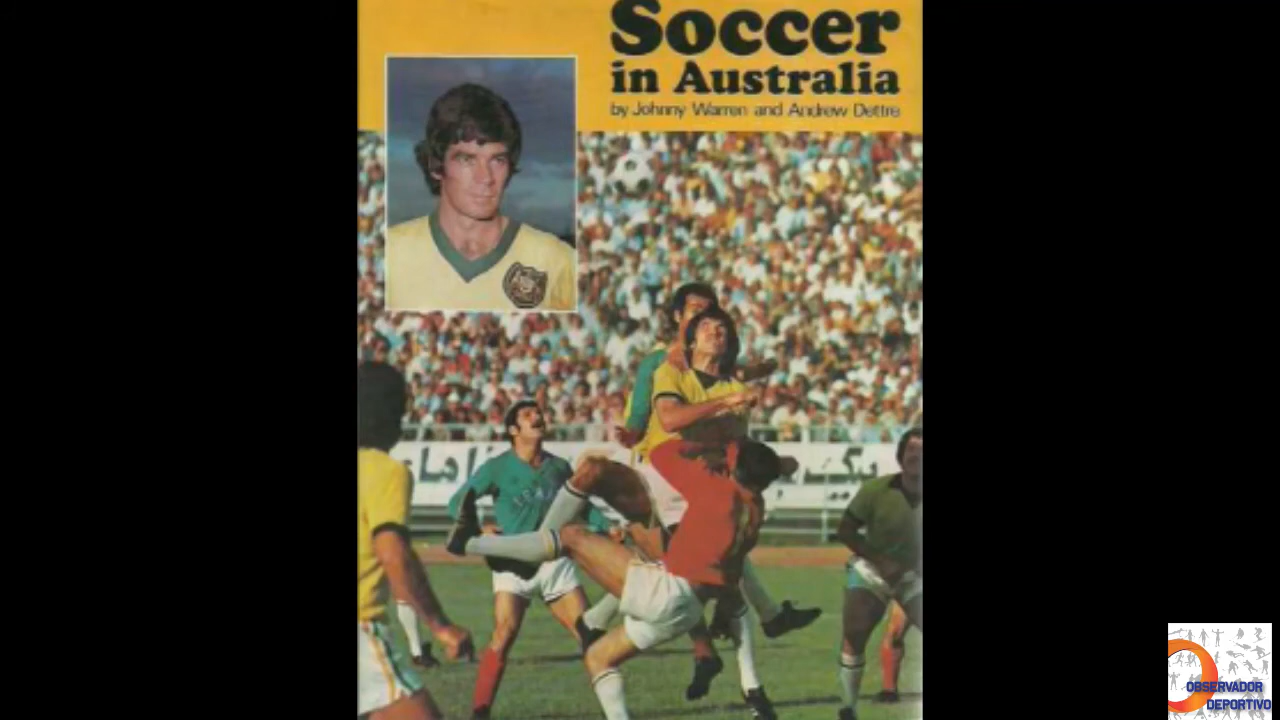 Soccer
in Australia
by Johnny Warren and Andrew Dettre
OBSERVADOR
DEPORTIVO